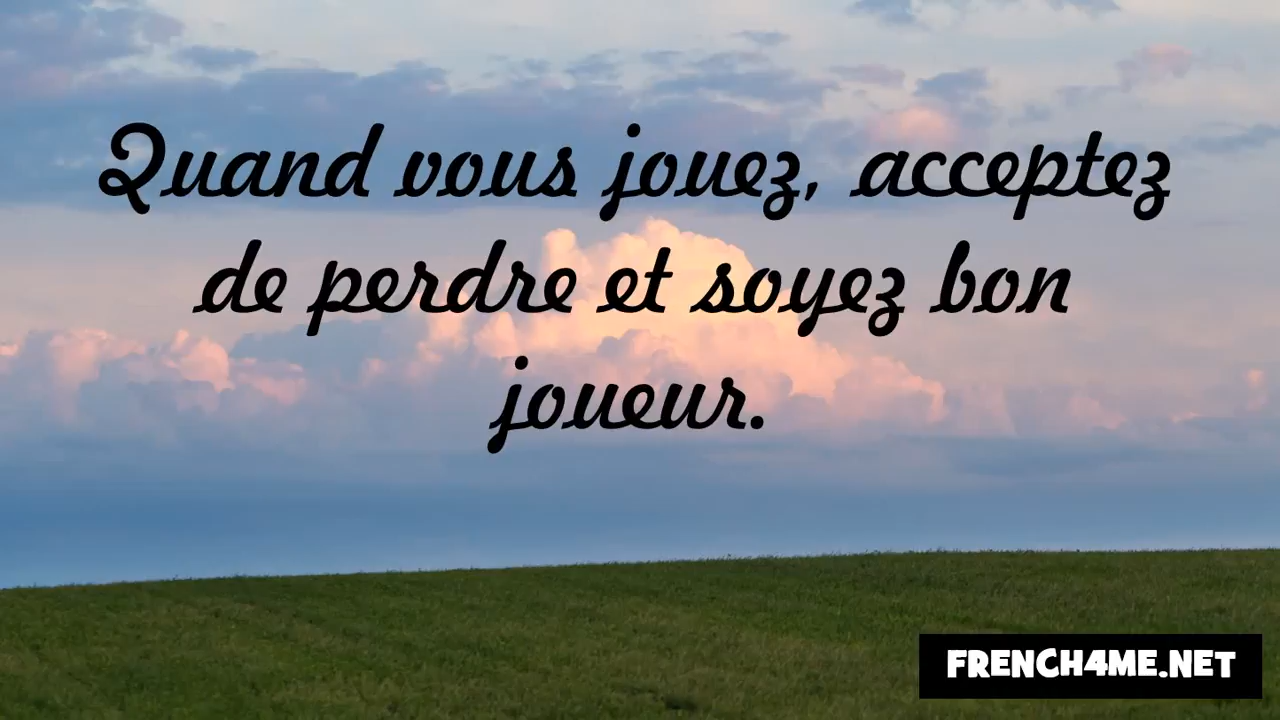 Quand vous jouez, acceptez
de perdre et soyez bon
joueur.
FRENCH4ME.NET